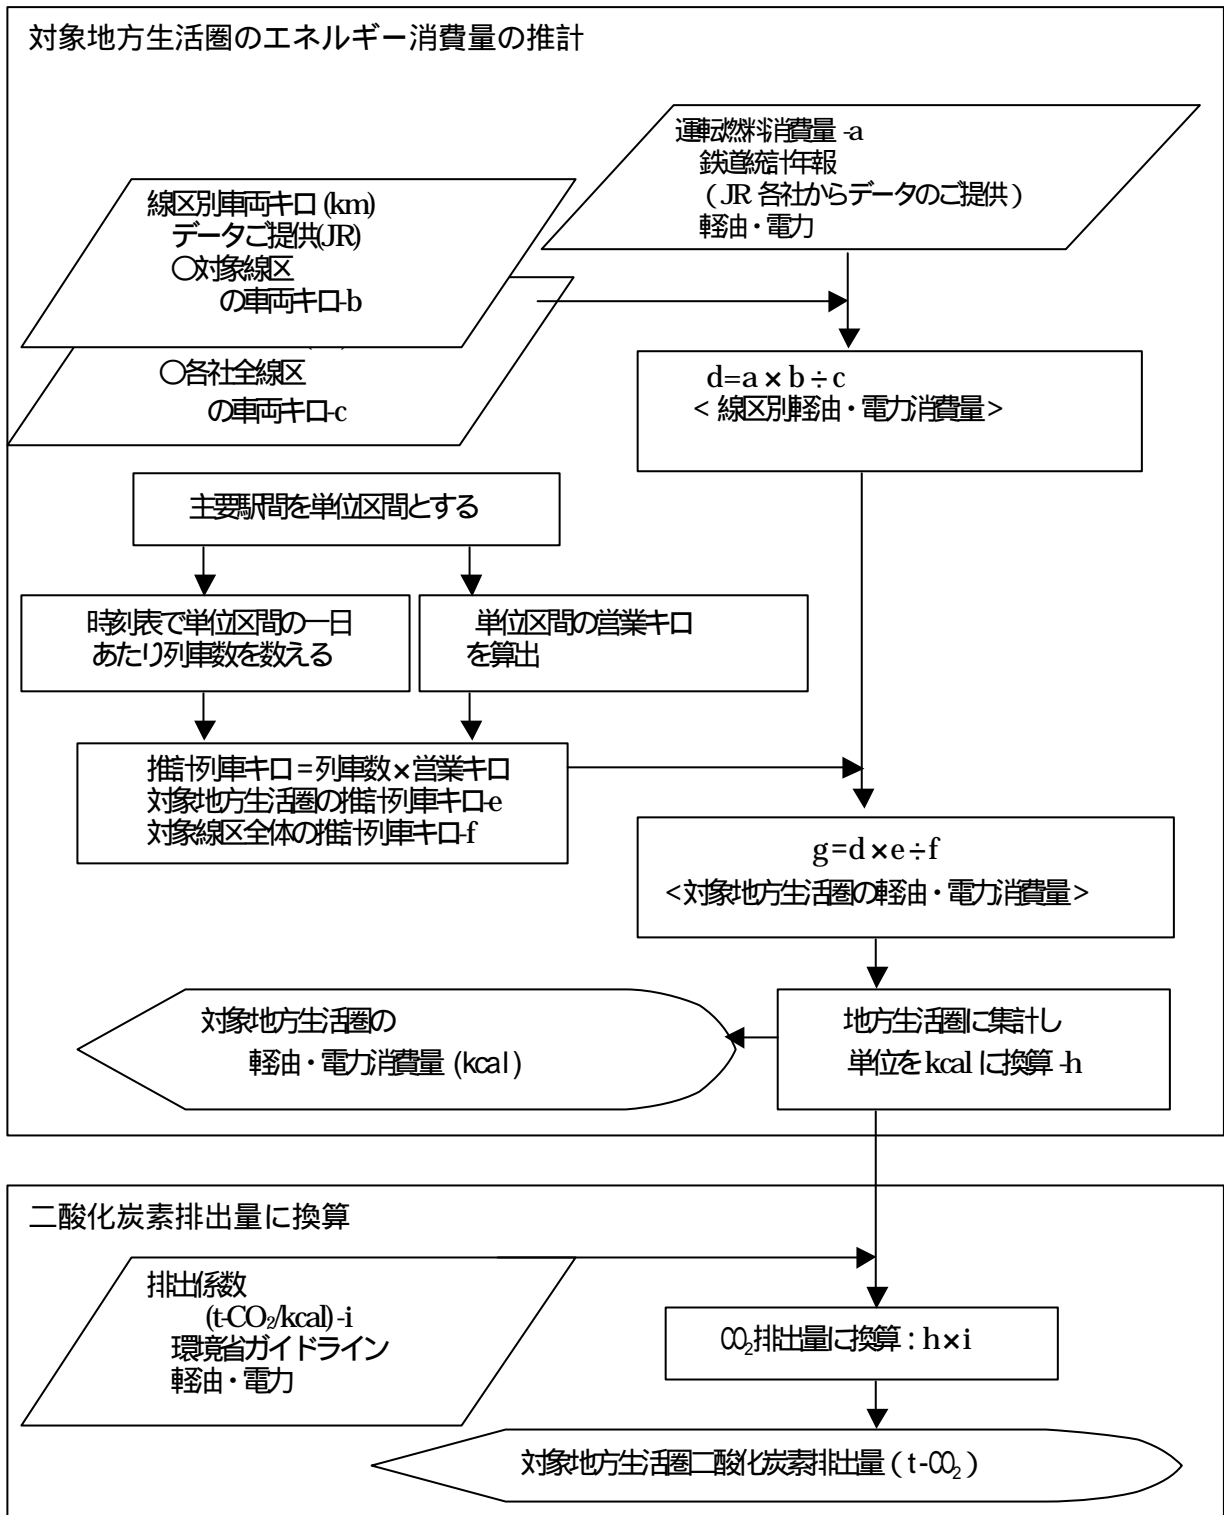 対象地方生活圏のエネルギー消費量の推計
運転燃料消費量 -a
鉄道統計年報
（JR 各社からデータのご提供）
軽油・電力
線区別車両キロ (km)
データご提供(JR)
○対象線区
の車両キロ-b
○各社全線区
の車両キロ-c
d=a×b÷c
<線区別軽油・電力消費量>
主要駅間を単位区間とする
時刻表で単位区間の一日
あたり列車数を数える
単位区間の営業キロ
を算出
推計列車キロ=列車数×営業キロ
対象地方生活圏の推計列車キロ-e
対象線区全体の推計列車キロ-f
g=d×e÷f
<対象地方生活圏の軽油・電力消費量>
対象地方生活圏の
軽油・電力消費量 (kcal)
地方生活圏に集計し
単位を kcal に換算 -h
二酸化炭素排出量に換算
排出係数
(t-CO₂/kcal) -i
環境省ガイドライン
軽油・電力
CO₂排出量に換算：h×i
対象地方生活圏二酸化炭素排出量（t-CO₂）